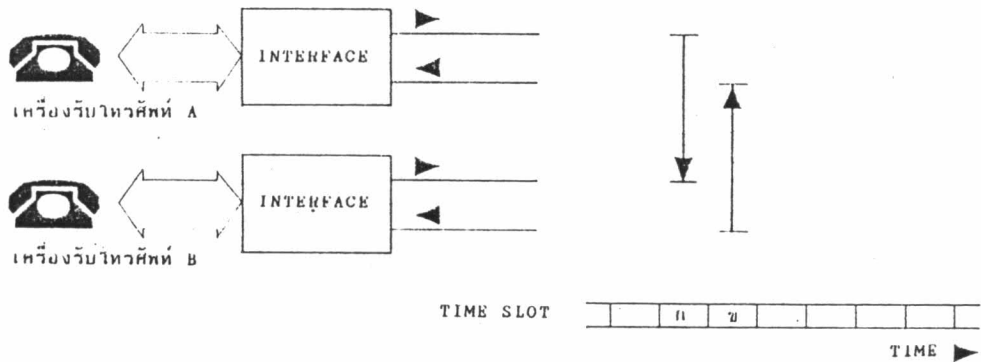 INTERFACE
เครื่องรับโทรศัพท์ A
INTERFACE
เครื่องรับโทรศัพท์ B
TIME SLOT
ก ข
TIME